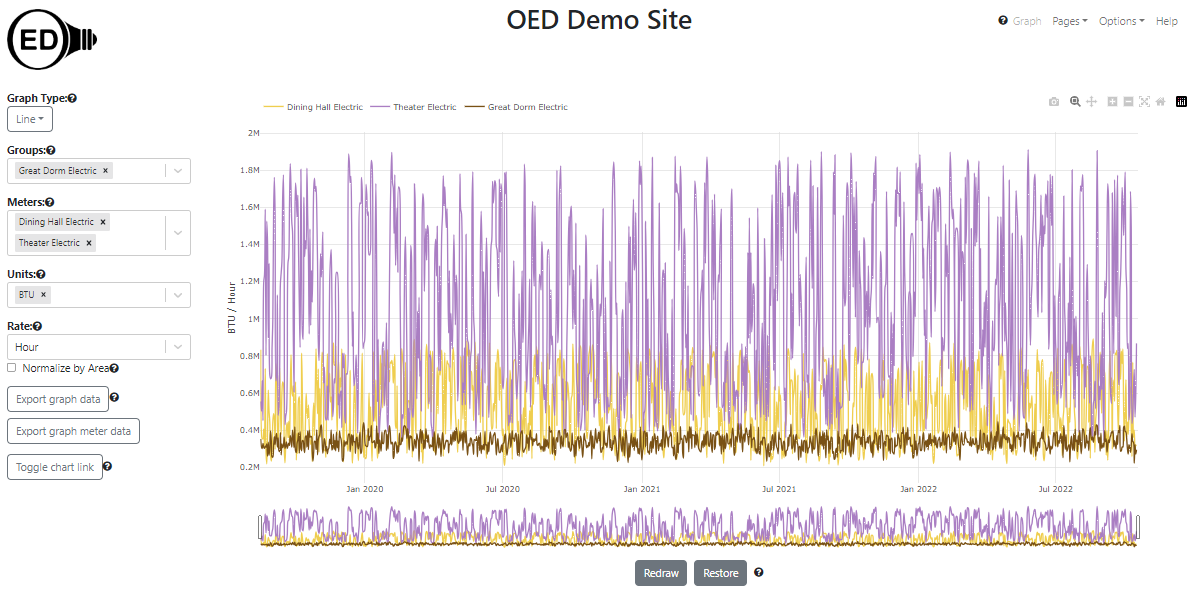 OED Demo Site
ED
Graph Pages Options Help
Graph Type:
Line
Groups:
Great Dorm Electric ×
Meters:
Dining Hall Electric ×
Theater Electric ×
Units:
BTU ×
Rate:
Hour
Normalize by Area
Export graph data
Export graph meter data
Toggle chart link
Dining Hall Electric Theater Electric Great Dorm Electric
2M
1.8M
1.6M
1.4M
1.2M
1M
0.8M
0.6M
0.4M
0.2M
BTU / Hour
Jan 2020 Jul 2020 Jan 2021 Jul 2021 Jan 2022 Jul 2022
Redraw Restore